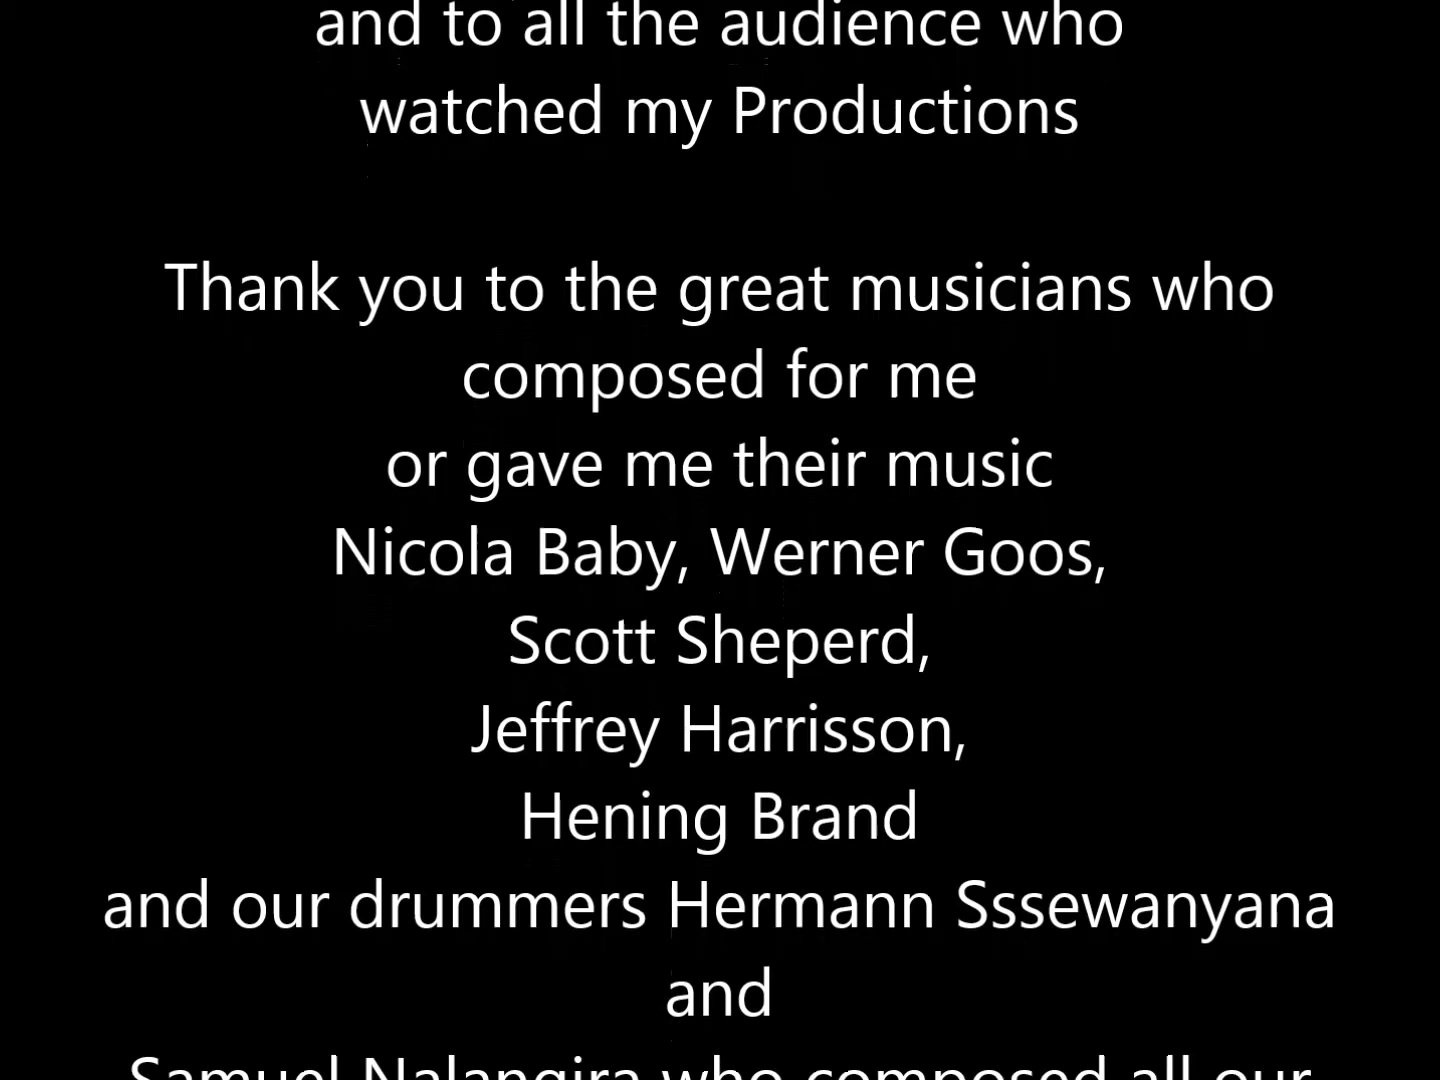 and to all the audience who
watched my Productions
Thank you to the great musicians who
composed for me
or gave me their music
Nicola Baby, Werner Goos,
Scott Sheperd,
Jeffrey Harrisson,
Hening Brand
and our drummers Hermann Sssewanyana
and
Samuel Nalangira who composed all our